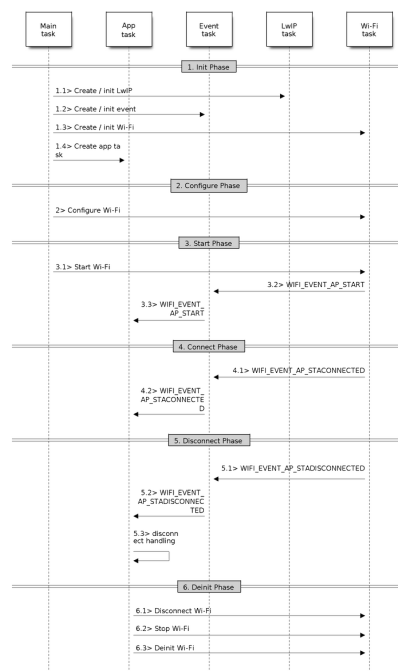 Main
task
App
task
Event
task
LwIP
task
Wi-Fi
task
1. Init Phase
1.1> Create / init LwIP
1.2> Create / init event
1.3> Create / init Wi-Fi
1.4> Create app ta
sk
2. Configure Phase
2> Configure Wi-Fi
3. Start Phase
3.1> Start Wi-Fi
3.2> WIFI_EVENT_AP_START
3.3> WIFI_EVENT_
AP_START
4. Connect Phase
4.1> WIFI_EVENT_AP_STACONNECTED
4.2> WIFI_EVENT_
AP_STACONNECTE
D
5. Disconnect Phase
5.1> WIFI_EVENT_AP_STADISCONNECTED
5.2> WIFI_EVENT_
AP_STADISCONNEC
TED
5.3> disconn
ect handling
6. Deinit Phase
6.1> Disconnect Wi-Fi
6.2> Stop Wi-Fi
6.3> Deinit Wi-Fi